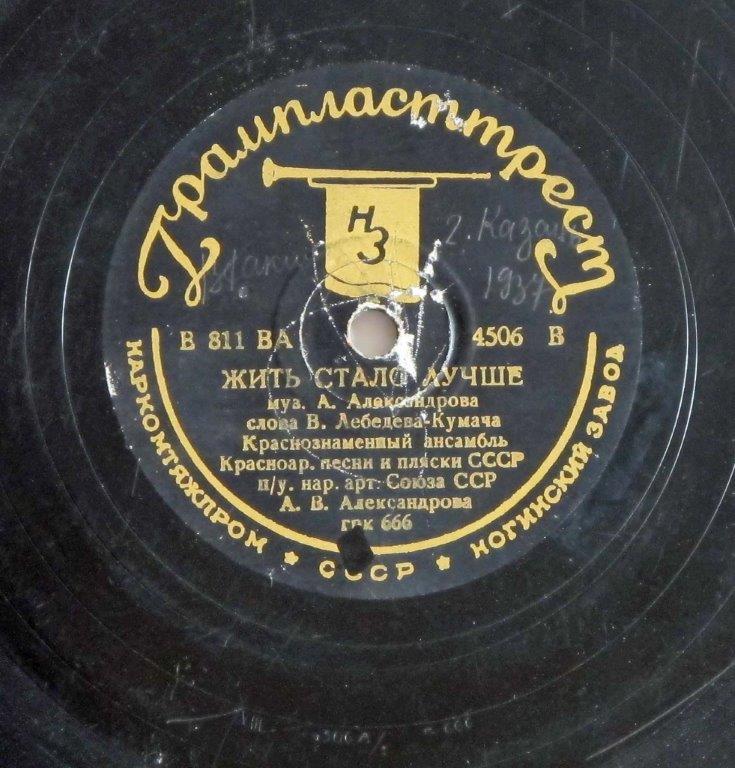 Грампласттрест
НЗ
г. Казань
1937
В 811 ВА
4506 В
ЖИТЬ СТАЛО ЛУЧШЕ
муз. А. Александрова
слова В. Лебедева-Кумача
Краснознаменный ансамбль
Красноар. песни и пляски СССР
п/у. нар. арт. Союза ССР
А. В. Александрова
грк 666
НАРКОМТЯЖПРОМ ★ СССР ★ НОГИНСКИЙ ЗАВОД